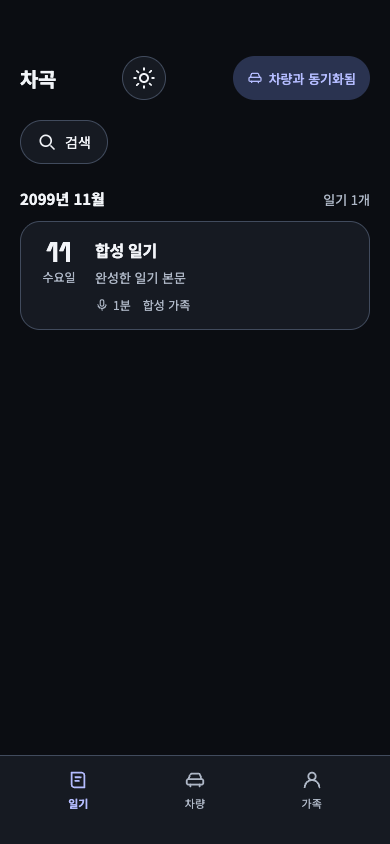 차곡
차량과 동기화됨
검색
2099년 11월
일기 1개
11
합성 일기
수요일
완성한 일기 본문
1분 합성 가족
일기
차량
가족